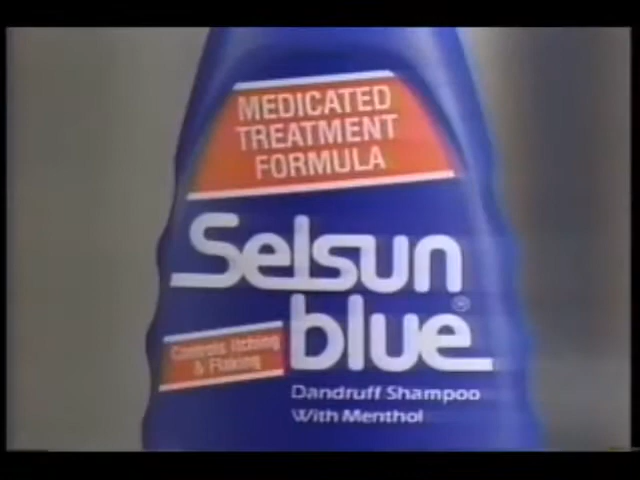 MEDICATED
TREATMENT
FORMULA
Selsun
blue®
Controls Itching
& Flaking
Dandruff Shampoo
With Menthol